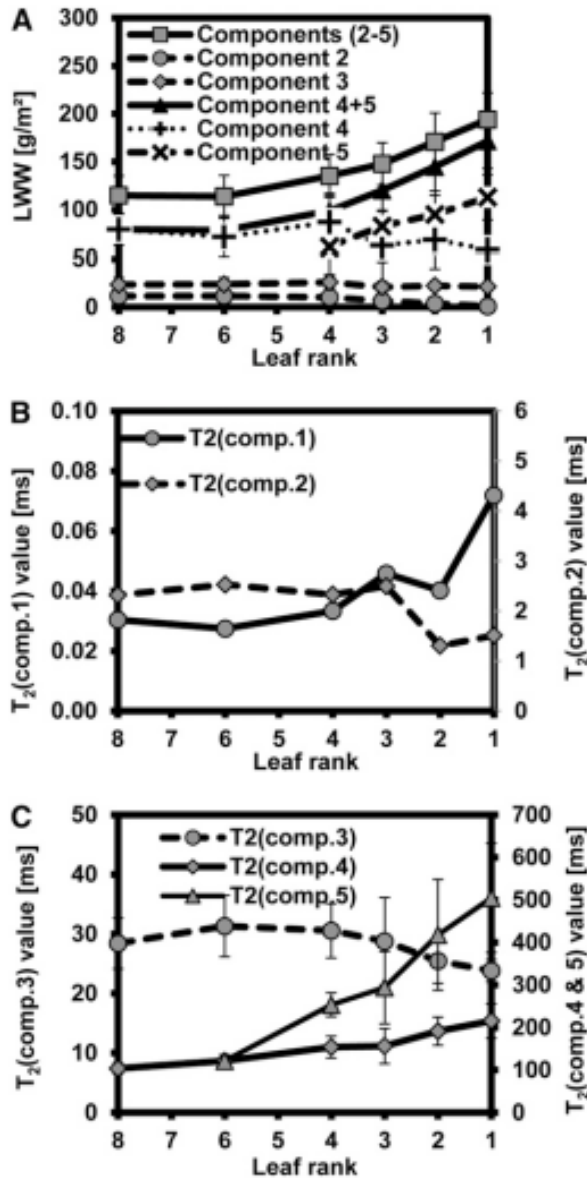 A
LWW [g/m²]
300
250
200
150
100
50
0
Components (2-5)
Component 2
Component 3
Component 4+5
Component 4
Component 5
8 7 6 5 4 3 2 1
Leaf rank
B
T₂(comp.1) value [ms]
0.10
0.08
0.06
0.04
0.02
0.00
T2(comp.1)
T2(comp.2)
6
5
4
3
2
1
0
T₂(comp.2) value [ms]
8 7 6 5 4 3 2 1
Leaf rank
C
T₂(comp.3) value [ms]
50
40
30
20
10
0
T2(comp.3)
T2(comp.4)
T2(comp.5)
700
600
500
400
300
200
100
0
T₂(comp.4 & 5) value [ms]
8 7 6 5 4 3 2 1
Leaf rank